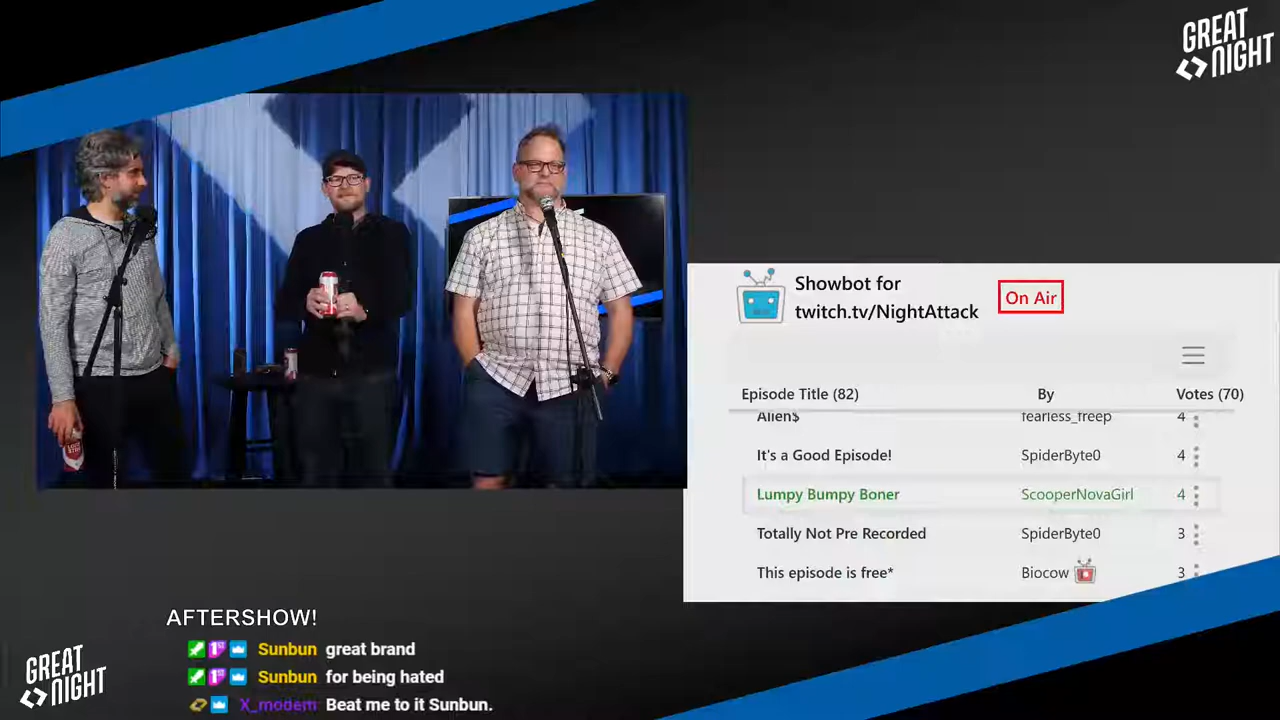 GREAT
NIGHT
Showbot for
twitch.tv/NightAttack
On Air
Episode Title (82) By Votes (70)
Alien$ fearless_freep 4
It's a Good Episode! SpiderByte0 4
Lumpy Bumpy Boner ScooperNovaGirl 4
Totally Not Pre Recorded SpiderByte0 3
This episode is free* Biocow 3
AFTERSHOW!
1ST Sunbun great brand
1ST Sunbun for being hated
X_modem Beat me to it Sunbun.
GREAT
NIGHT